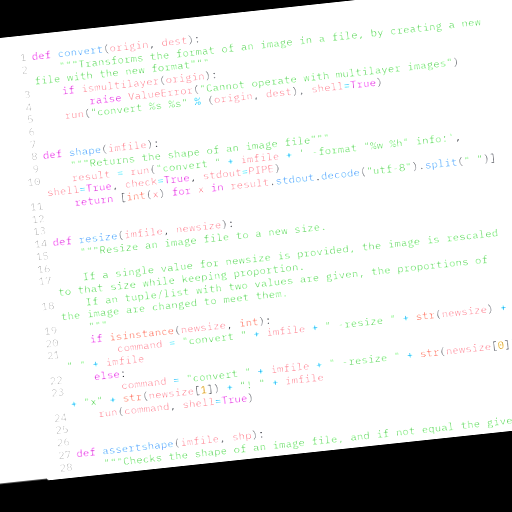 1 def convert(origin, dest):
2 """Transforms the format of an image in a file, by creating a new
file with the new format"""
3 if ismultilayer(origin):
4 raise ValueError("Cannot operate with multilayer images")
5 run("convert %s %s" % (origin, dest), shell=True)
6
7
8 def shape(imfile):
9 """Returns the shape of an image file"""
10 result = run("convert " + imfile + ' -format "%w %h" info:',
shell=True, check=True, stdout=PIPE)
11 return [int(x) for x in result.stdout.decode("utf-8").split(" ")]
12
13
14 def resize(imfile, neasize):
15 """Resize an image file to a new size.
16
17 If a single value for newsize is provided, the image is rescaled
to that size while keeping proportion.
18 If an tuple/list with two values are given, the proportions of
the image are changed to meet them.
19 """
20 if isinstance(newsize, int):
21 command = "convert " + imfile + " -resize " + str(newsize) +
" " + imfile
22 else:
23 command = "convert " + imfile + " -resize " + str(newsize[0]
+ "x" + str(newsize[1]) + "! " + imfile
24 run(command, shell=True)
25
26
27 def assertshape(imfile, shp):
28 """Checks the shape of an image file, and if not equal the give